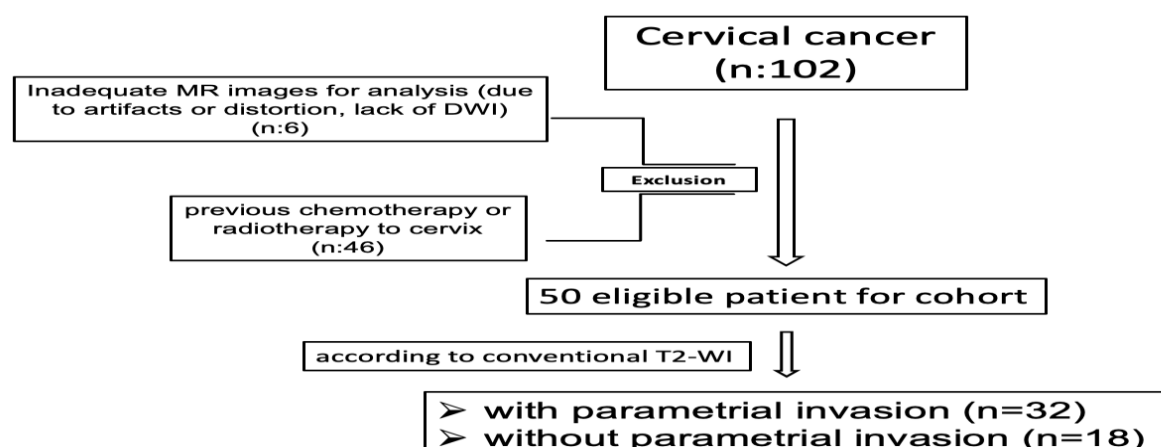 Cervical cancer
(n:102)
Inadequate MR images for analysis (due
to artifacts or distortion, lack of DWI)
(n:6)
Exclusion
previous chemotherapy or
radiotherapy to cervix
(n:46)
50 eligible patient for cohort
according to conventional T2-WI
➢ with parametrial invasion (n=32)
➢ without parametrial invasion (n=18)